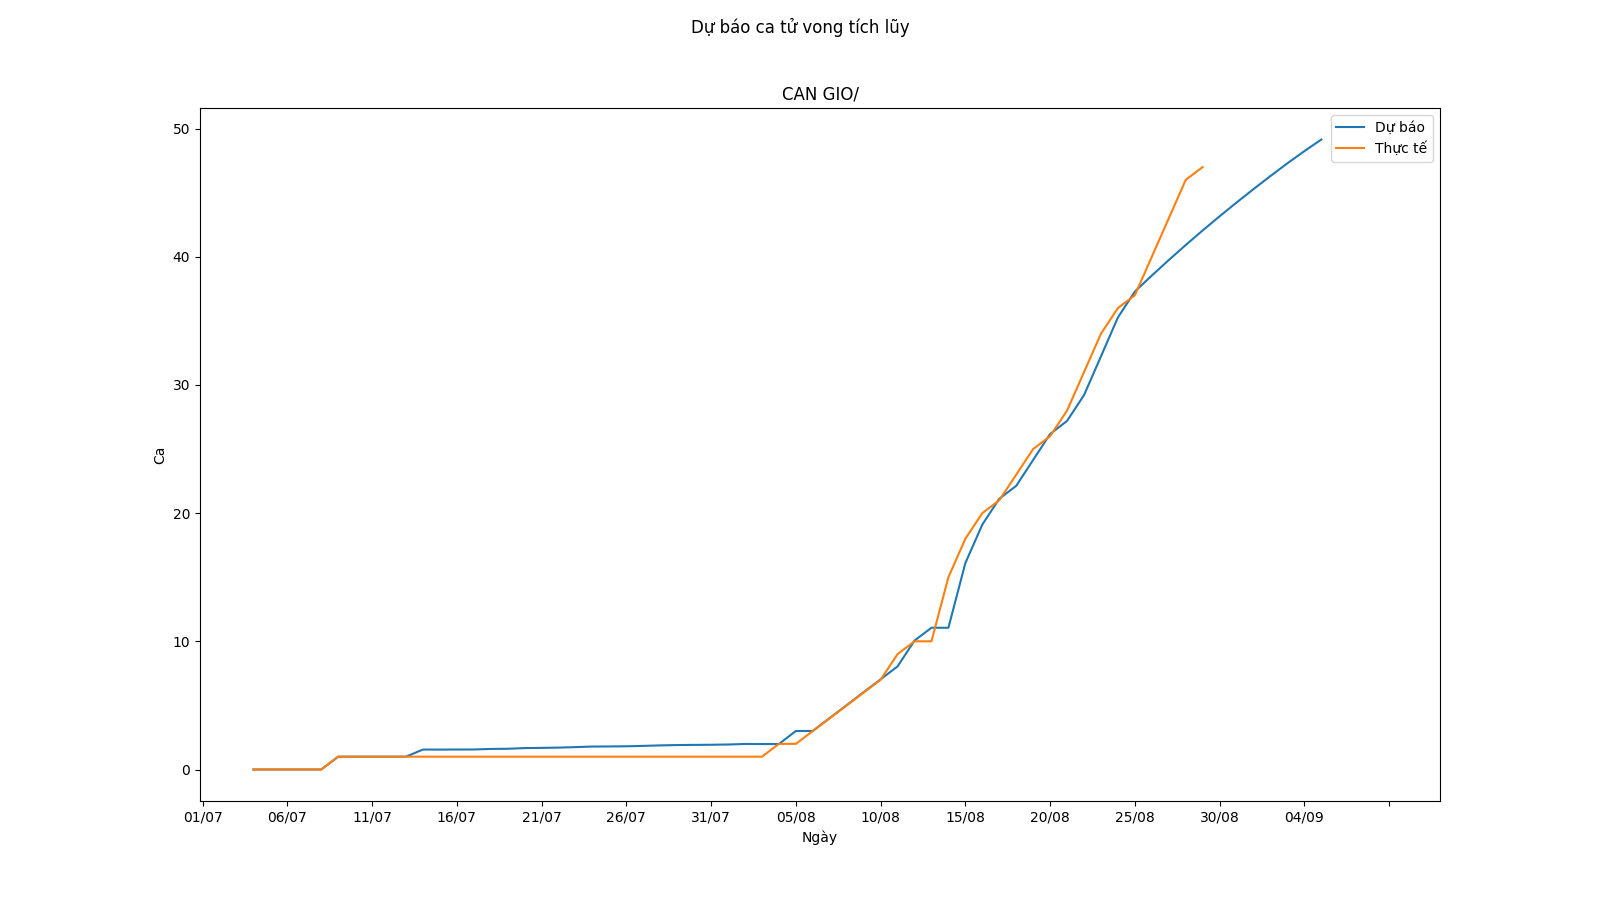 Dự báo ca tử vong tích lũy
CAN GIO/
Dự báo
Thực tế
50
40
30
20
10
0
Ca
01/07 06/07 11/07 16/07 21/07 26/07 31/07 05/08 10/08 15/08 20/08 25/08 30/08 04/09
Ngày